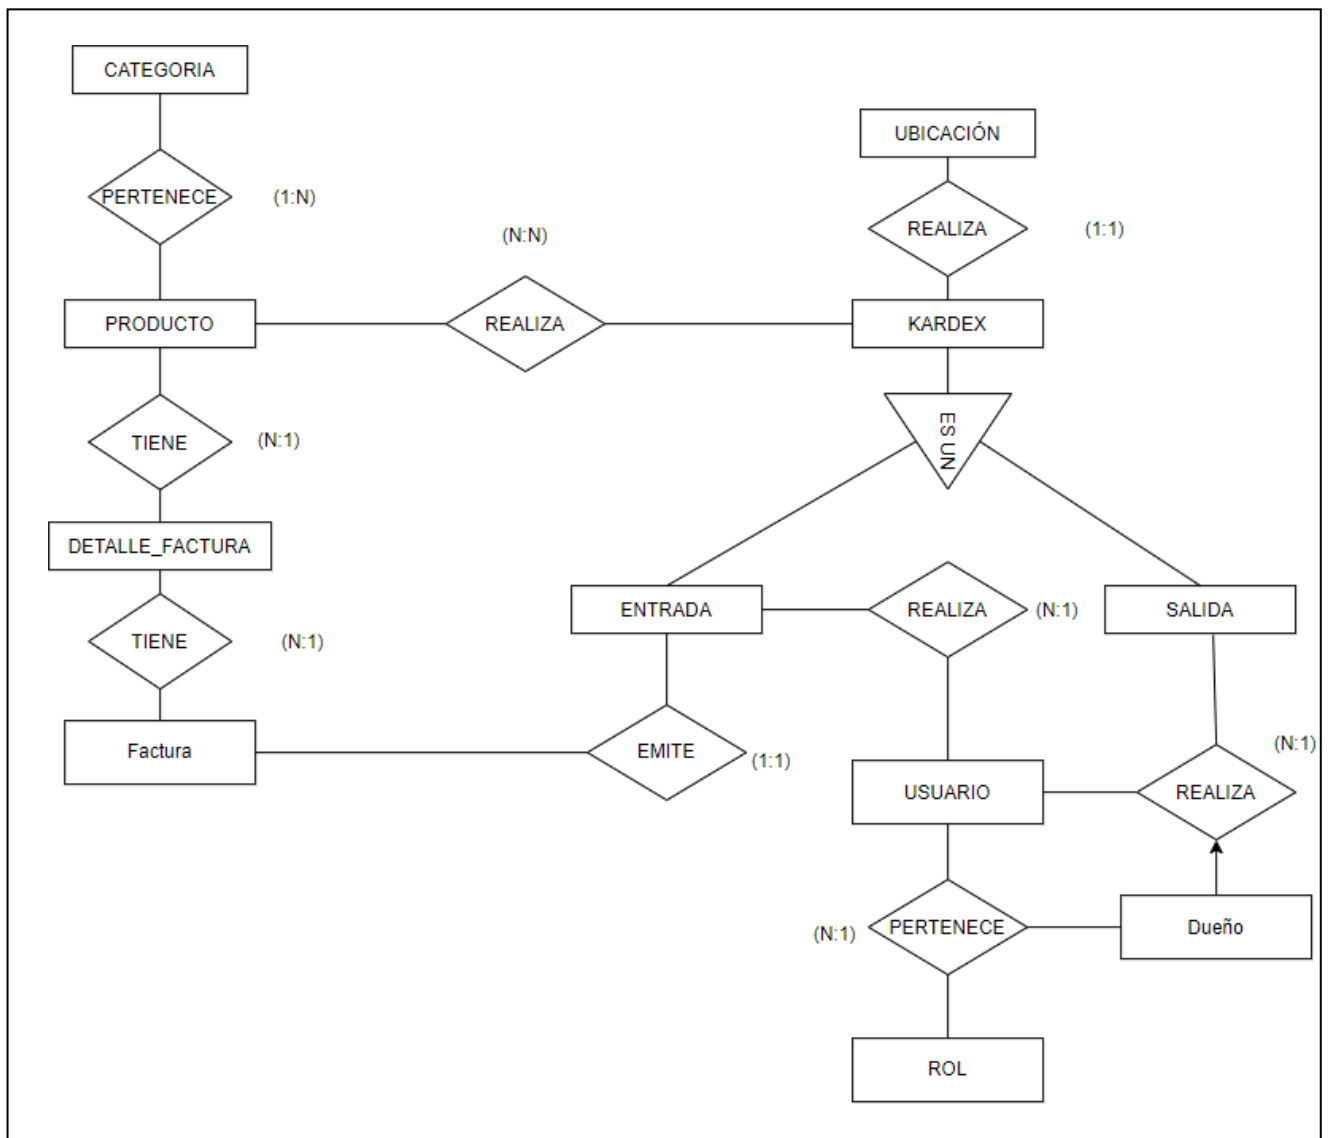 CATEGORIA
UBICACIÓN
PERTENECE
(1:N)
REALIZA
(1:1)
(N:N)
PRODUCTO
REALIZA
KARDEX
ES UN
TIENE
(N:1)
DETALLE_FACTURA
ENTRADA
REALIZA
(N:1)
SALIDA
TIENE
(N:1)
Factura
EMITE
(1:1)
USUARIO
REALIZA
(N:1)
(N:1)
PERTENECE
Dueño
ROL